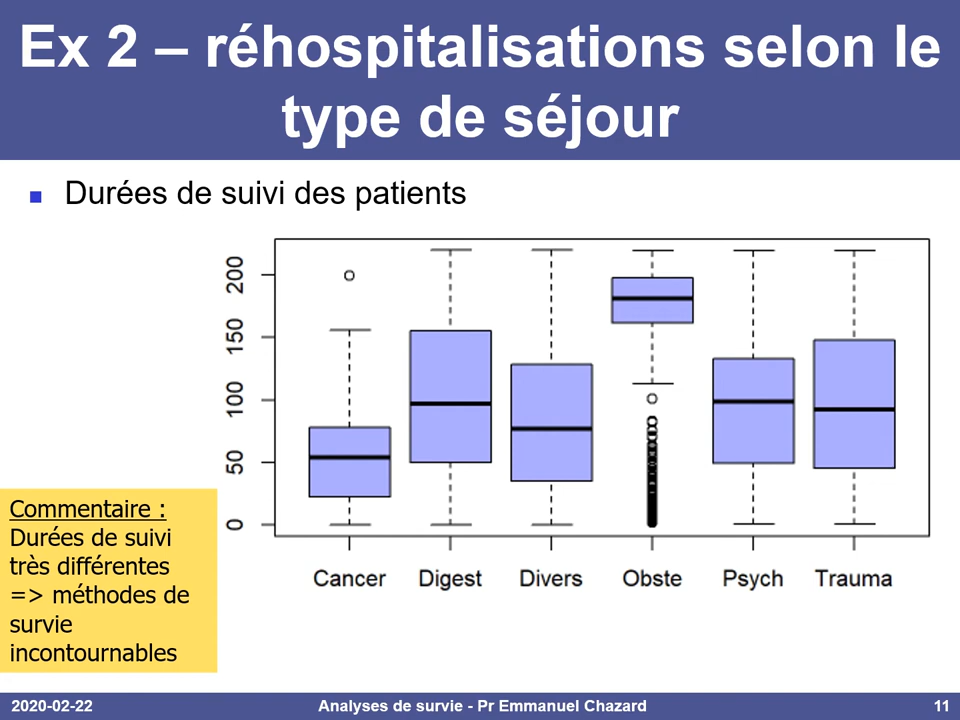 Ex 2 – réhospitalisations selon le
type de séjour
Durées de suivi des patients
200
150
100
50
0
Cancer Digest Divers Obste Psych Trauma
Commentaire :
Durées de suivi
très différentes
=> méthodes de
survie
incontournables
2020-02-22 Analyses de survie - Pr Emmanuel Chazard 11